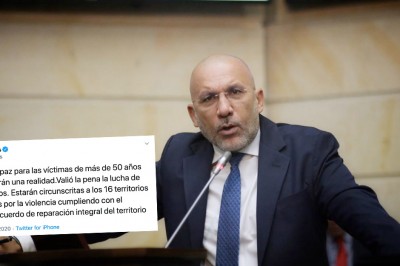 paz para las víctimas de más de 50 años
rán una realidad.Valió la pena la lucha de
os. Estarán circunscritas a los 16 territorios
s por la violencia cumpliendo con el
cuerdo de reparación integral del territorio
2020 · Twitter for iPhone